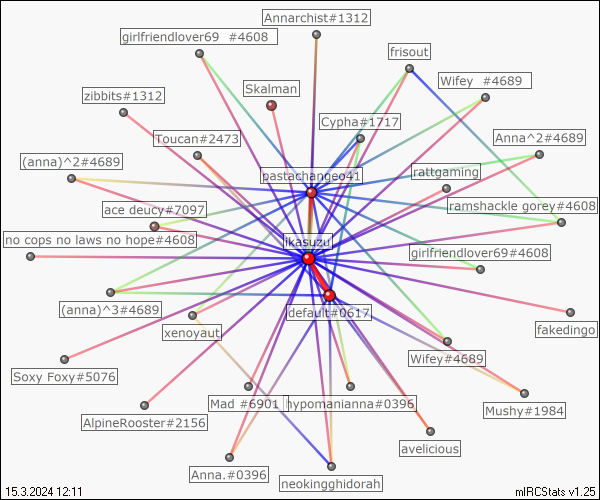 Annarchist#1312
girlfriendlover69 #4608
frisout
Wifey #4689
Skalman
zibbits#1312
Cypha#1717
Toucan#2473
Anna^2#4689
(anna)^2#4689
pastachangeo41
rattgaming
ace deucy#7097
ramshackle gorey#4608
no cops no laws no hope#4608
ikasuzu
girlfriendlover69#4608
(anna)^3#4689
default#0617
xenoyaut
fakedingo
Wifey#4689
Soxy Foxy#5076
Mad #6901
hypomanianna#0396
Mushy#1984
AlpineRooster#2156
avelicious
Anna.#0396
neokingghidorah
15.3.2024 12:11
mIRCStats v1.25